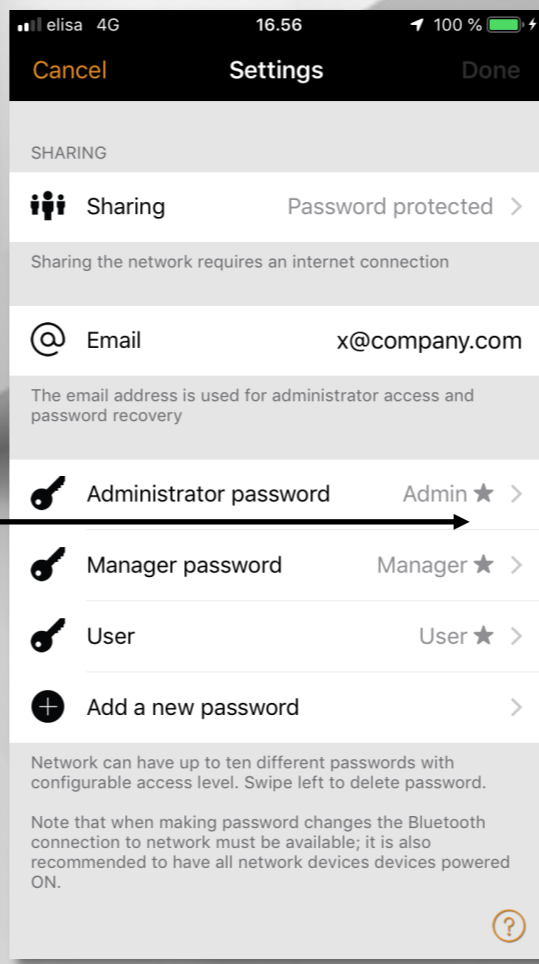 elisa 4G 16.56 100 %
Cancel Settings Done
SHARING
Sharing Password protected
Sharing the network requires an internet connection
Email x@company.com
The email address is used for administrator access and
password recovery
Administrator password Admin ★
Manager password Manager ★
User User ★
Add a new password
Network can have up to ten different passwords with
configurable access level. Swipe left to delete password.
Note that when making password changes the Bluetooth
connection to network must be available; it is also
recommended to have all network devices devices powered
ON.
?